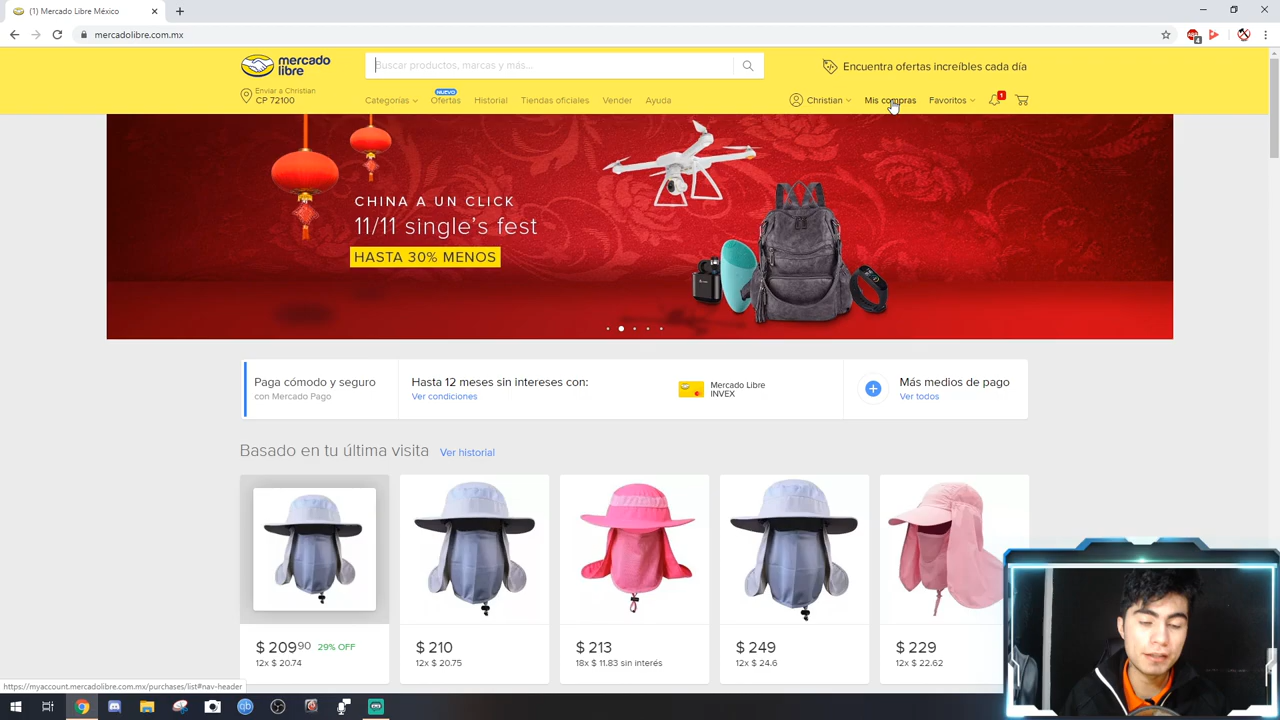 (1) Mercado Libre México
mercadolibre.com.mx
4
mercado
libre
Buscar productos, marcas y más...
Encuentra ofertas increíbles cada día
Enviar a Christian
CP 72100
Categorías
NUEVO
Ofertas
Historial
Tiendas oficiales
Vender
Ayuda
Christian
Mis compras
Favoritos
1
CHINA A UN CLICK
11/11 single's fest
HASTA 30% MENOS
Paga cómodo y seguro
con Mercado Pago
Hasta 12 meses sin intereses con:
Ver condiciones
Mercado Libre
INVEX
Más medios de pago
Ver todos
Basado en tu última visita
Ver historial
$ 209 90 29% OFF
12x $ 20.74
$ 210
12x $ 20.75
$ 213
18x $ 11.83 sin interés
$ 249
12x $ 24.6
$ 229
12x $ 22.62
https://myaccount.mercadolibre.com.mx/purchases/list#nav-header